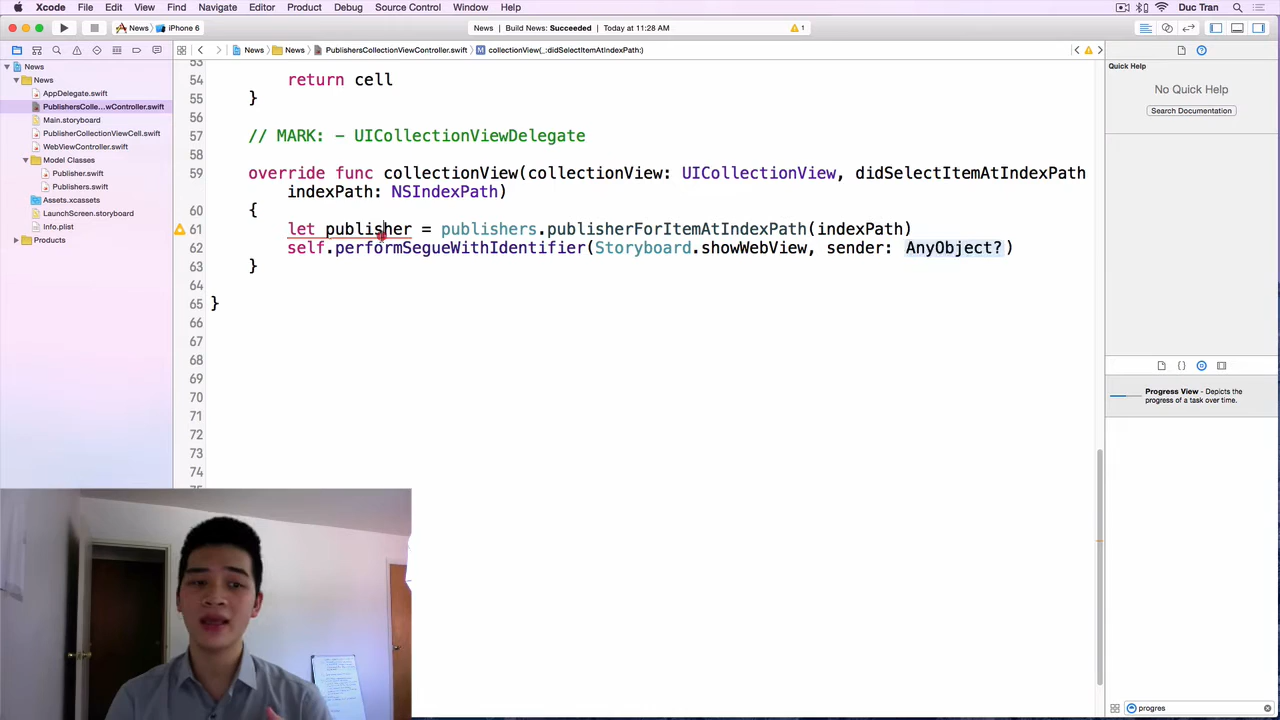 Xcode File Edit View Find Navigate Editor Product Debug Source Control Window Help Duc Tran
News iPhone 6 News Build News: Succeeded Today at 11:28 AM 1
News News PublishersCollectionViewController.swift collectionView(_:didSelectItemAtIndexPath:)
News
News
AppDelegate.swift
PublishersColle...wController.swift
Main.storyboard
PublisherCollectionViewCell.swift
WebViewController.swift
Model Classes
Publisher.swift
Publishers.swift
Assets.xcassets
LaunchScreen.storyboard
Info.plist
Products
53
54 return cell
55 }
56
57 // MARK: - UICollectionViewDelegate
58
59 override func collectionView(collectionView: UICollectionView, didSelectItemAtIndexPath
indexPath: NSIndexPath)
60 {
61 let publisher = publishers.publisherForItemAtIndexPath(indexPath)
62 self.performSegueWithIdentifier(Storyboard.showWebView, sender: AnyObject?)
63 }
64
65 }
66
67
68
69
70
71
72
73
74
Quick Help
No Quick Help
Search Documentation
Progress View - Depicts the
progress of a task over time.
progres